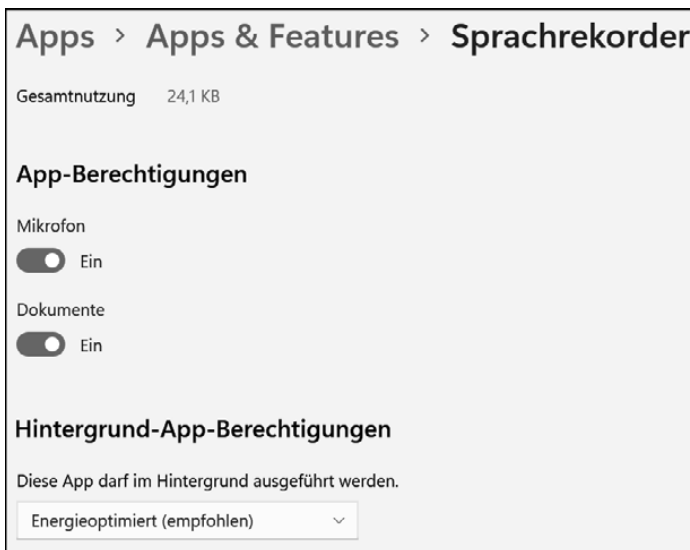 Apps > Apps & Features > Sprachrekorder
Gesamtnutzung 24,1 KB
App-Berechtigungen
Mikrofon
Ein
Dokumente
Ein
Hintergrund-App-Berechtigungen
Diese App darf im Hintergrund ausgeführt werden.
Energieoptimiert (empfohlen)